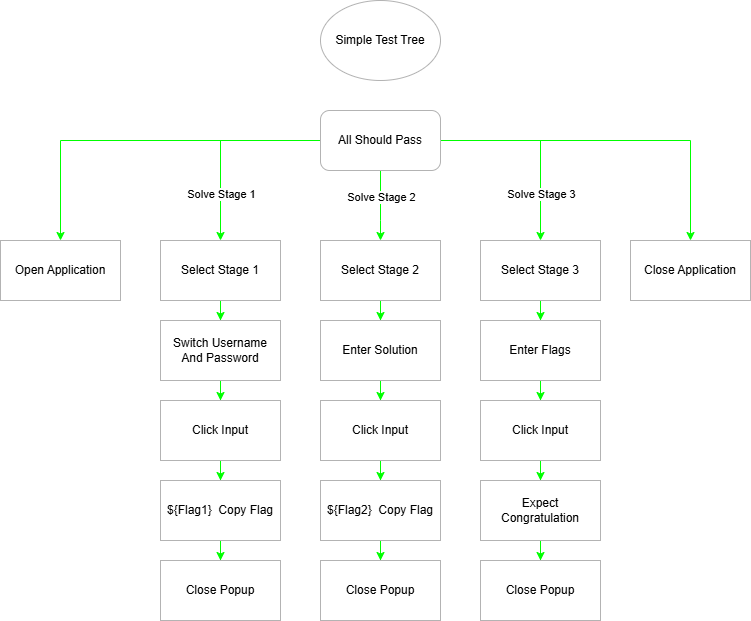 Simple Test Tree
All Should Pass
Solve Stage 1
Solve Stage 2
Solve Stage 3
Open Application
Select Stage 1
Select Stage 2
Select Stage 3
Close Application
Switch Username
And Password
Enter Solution
Enter Flags
Click Input
Click Input
Click Input
${Flag1}  Copy Flag
${Flag2}  Copy Flag
Expect
Congratulation
Close Popup
Close Popup
Close Popup